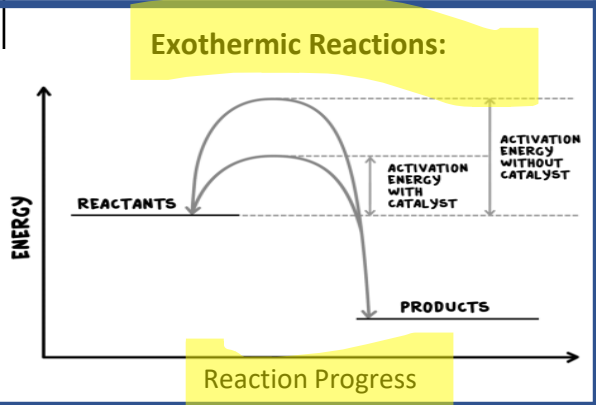 Exothermic Reactions:
ENERGY
REACTANTS
ACTIVATION
ENERGY
WITH
CATALYST
ACTIVATION
ENERGY
WITHOUT
CATALYST
PRODUCTS
Reaction Progress